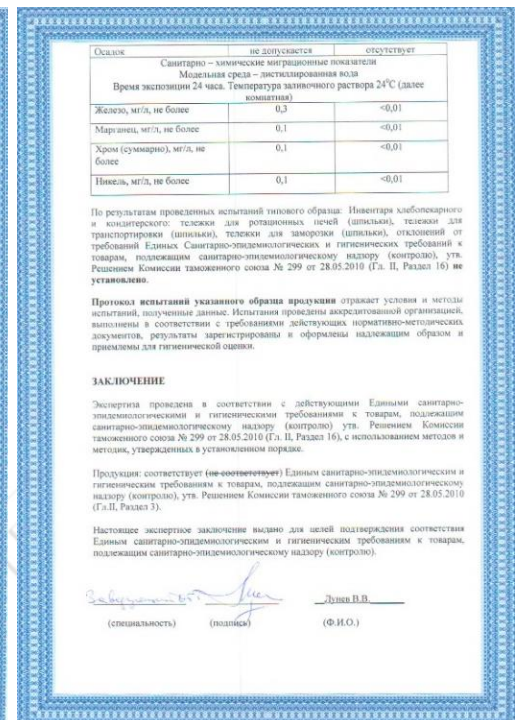 Осадок не допускается отсутствует
Санитарно – химические миграционные показатели
Модельная среда – дистиллированная вода
Время экспозиции 24 часа. Температура заливочного раствора 24°С (далее
комнатная)
Железо, мг/л, не более 0,3 <0,01
Марганец, мг/л, не более 0,1 <0,01
Хром (суммарно), мг/л, не 0,1 <0,01
более
Никель, мг/л, не более 0,1 <0,01
По результатам проведенных испытаний типового образца: Инвентаря хлебопекарного
и кондитерского: тележки для ротационных печей (шпильки), тележки для
транспортировки (шпильки), тележки для заморозки (шпильки), отклонений от
требований Единых Санитарно-эпидемиологических и гигиенических требований к
товарам, подлежащим санитарно-эпидемиологическому надзору (контролю), утв.
Решением Комиссии таможенного союза № 299 от 28.05.2010 (Гл. II, Раздел 16) не
установлено.
Протокол испытаний указанного образца продукции отражает условия и методы
испытаний, полученные данные. Испытания проведены аккредитованной организацией,
выполнены в соответствии с требованиями действующих нормативно-методических
документов, результаты зарегистрированы и оформлены надлежащим образом и
приемлемы для гигиенической оценки.
ЗАКЛЮЧЕНИЕ
Экспертиза проведена в соответствии с действующими Едиными санитарно-
эпидемиологическими и гигиеническими требованиями к товарам, подлежащим
санитарно-эпидемиологическому надзору (контролю) утв. Решением Комиссии
таможенного союза № 299 от 28.05.2010 (Гл. II, Раздел 16), с использованием методов и
методик, утвержденных в установленном порядке.
Продукция: соответствует (не соответствует) Единым санитарно-эпидемиологическим и
гигиеническим требованиям к товарам, подлежащим санитарно-эпидемиологическому
надзору (контролю), утв. Решением Комиссии таможенного союза № 299 от 28.05.2010
(Гл.II, Раздел 3).
Настоящее экспертное заключение выдано для целей подтверждения соответствия
Единым санитарно-эпидемиологическим и гигиеническим требованиям к товарам,
подлежащим санитарно-эпидемиологическому надзору (контролю).
Лунев В.В.
(специальность) (подпись) (Ф.И.О.)